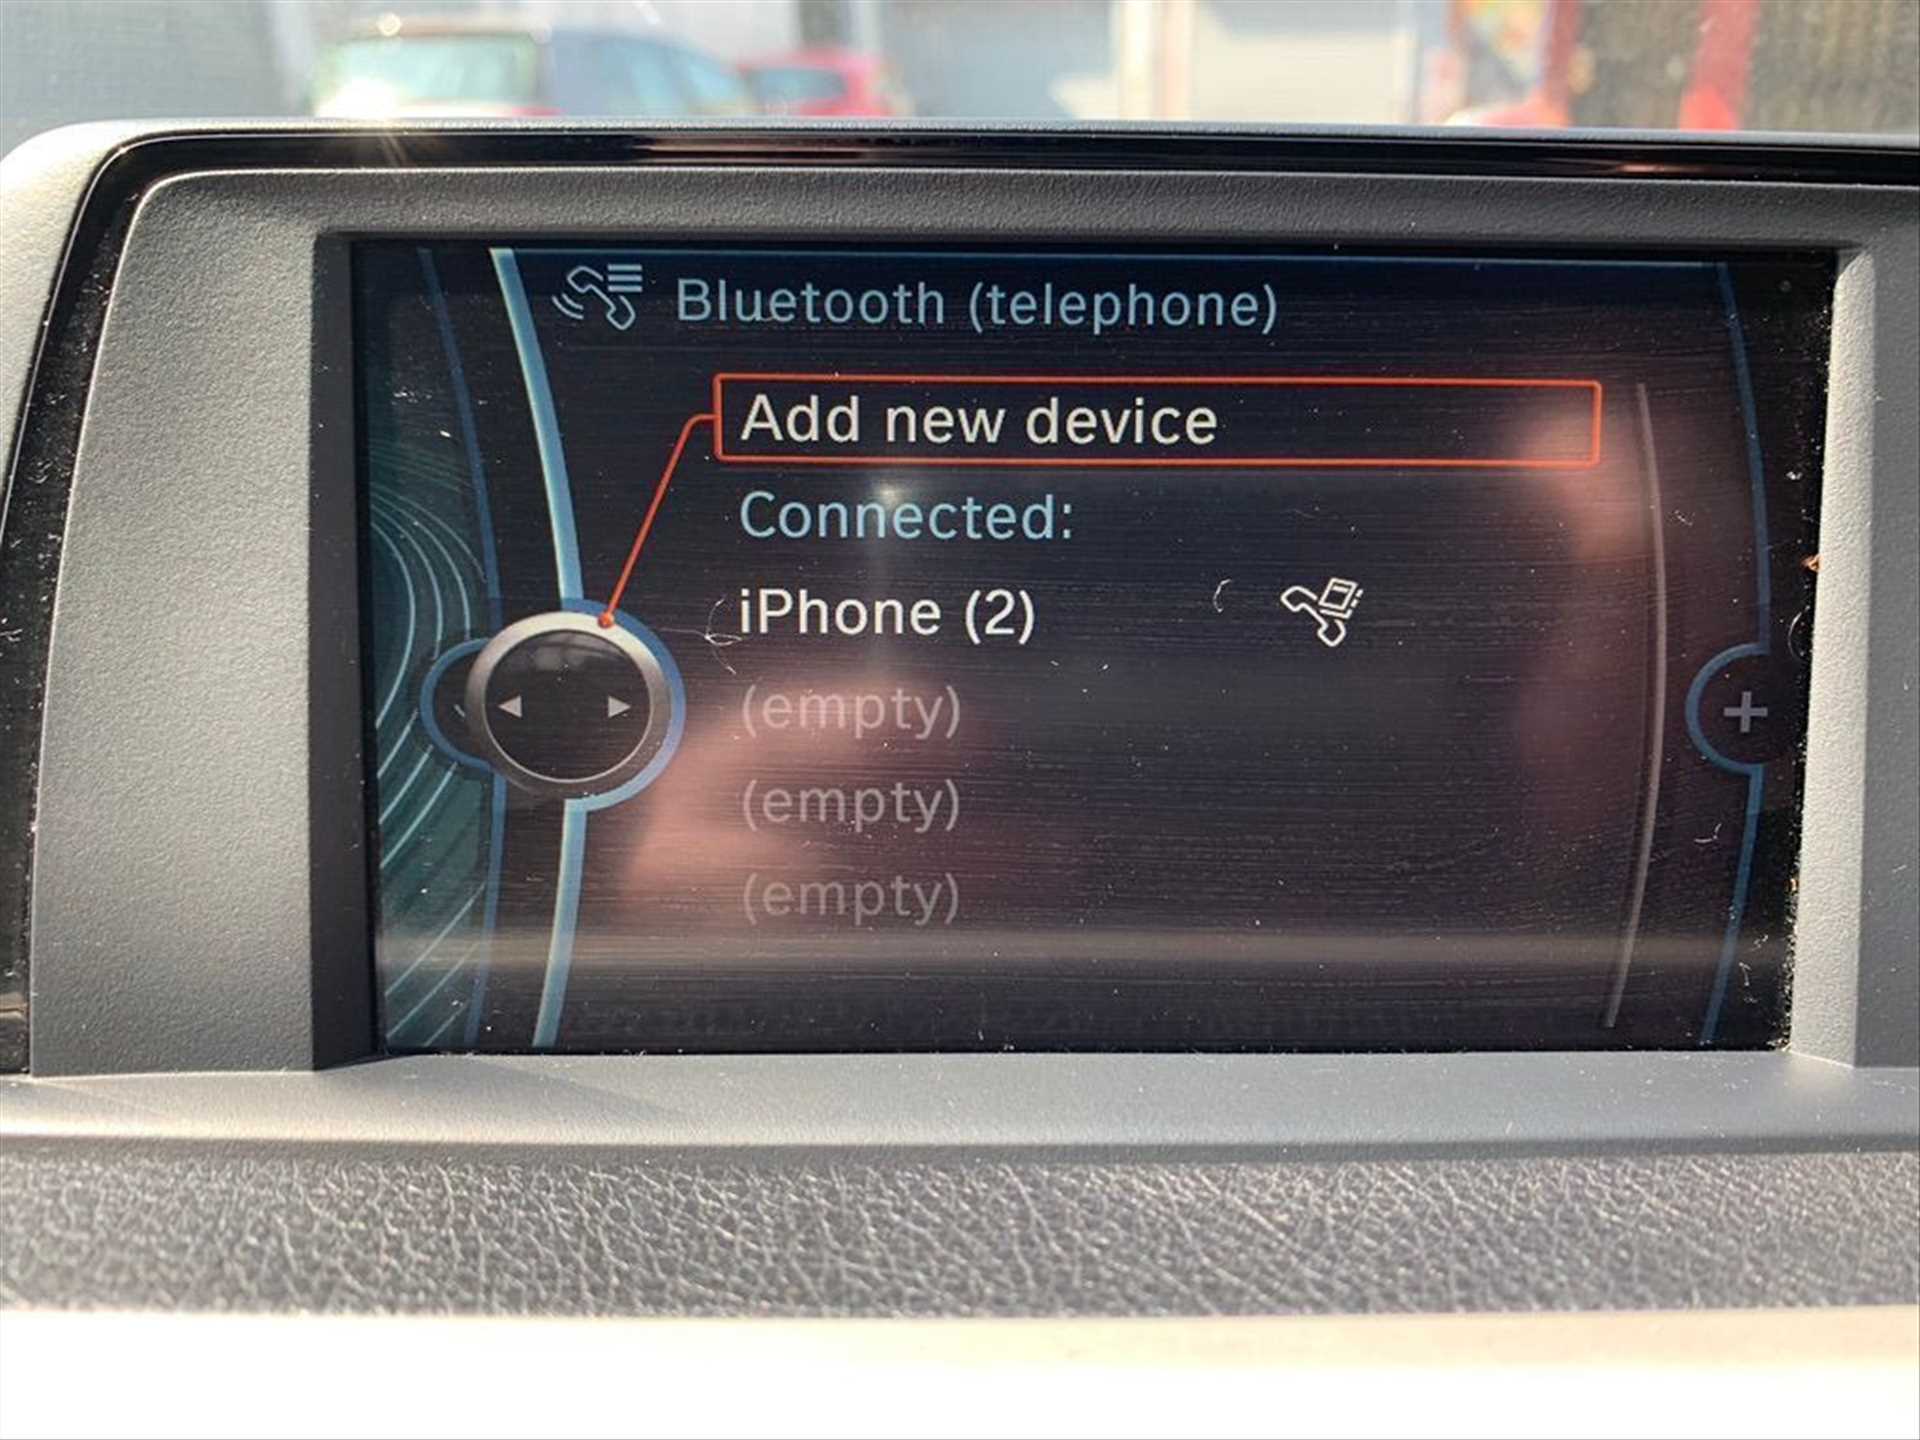 Bluetooth (telephone)
Add new device
Connected:
iPhone (2)
(empty)
(empty)
(empty)